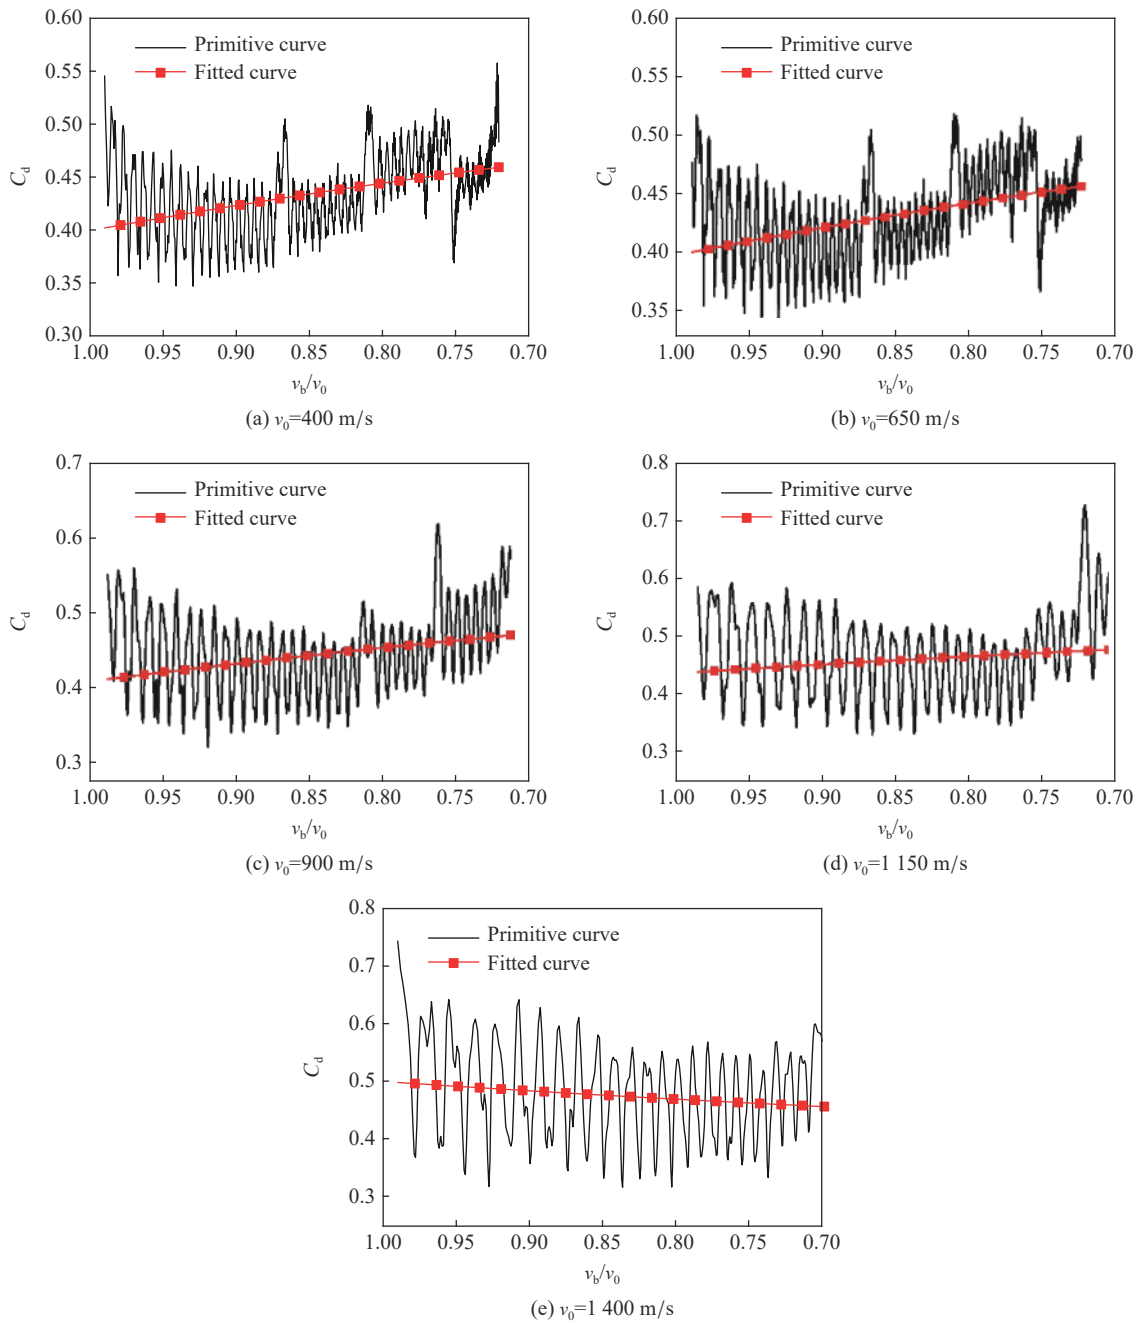 0.60
0.55
0.50
0.45
0.40
0.35
0.30
C_d
Primitive curve
Fitted curve
1.00 0.95 0.90 0.85 0.80 0.75 0.70
v_b/v_0
(a) v_0=400 m/s
0.60
0.55
0.50
0.45
0.40
0.35
C_d
Primitive curve
Fitted curve
1.00 0.95 0.90 0.85 0.80 0.75 0.70
v_b/v_0
(b) v_0=650 m/s
0.7
0.6
0.5
0.4
0.3
C_d
Primitive curve
Fitted curve
1.00 0.95 0.90 0.85 0.80 0.75 0.70
v_b/v_0
(c) v_0=900 m/s
0.8
0.7
0.6
0.5
0.4
0.3
C_d
Primitive curve
Fitted curve
1.00 0.95 0.90 0.85 0.80 0.75 0.70
v_b/v_0
(d) v_0=1 150 m/s
0.8
0.7
0.6
0.5
0.4
0.3
C_d
Primitive curve
Fitted curve
1.00 0.95 0.90 0.85 0.80 0.75 0.70
v_b/v_0
(e) v_0=1 400 m/s